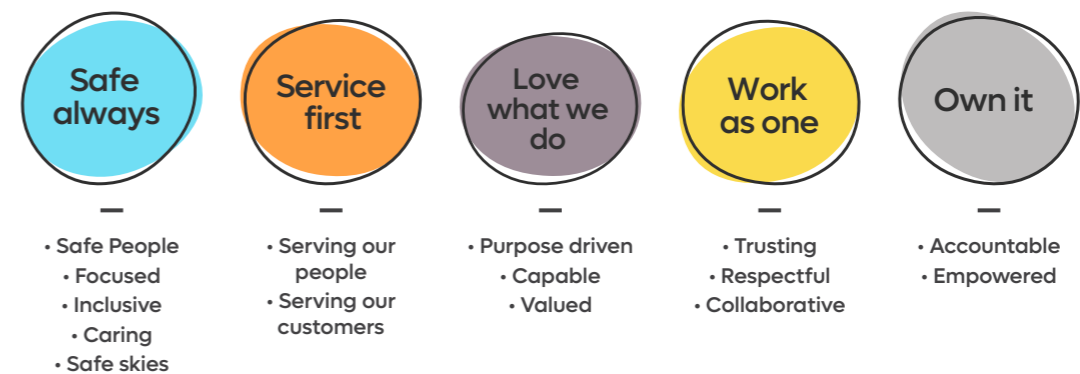 Safe
always
Service
first
Love
what we
do
Work
as one
Own it
• Safe People
• Focused
• Inclusive
• Caring
• Safe skies
• Serving our
people
• Serving our
customers
• Purpose driven
• Capable
• Valued
• Trusting
• Respectful
• Collaborative
• Accountable
• Empowered